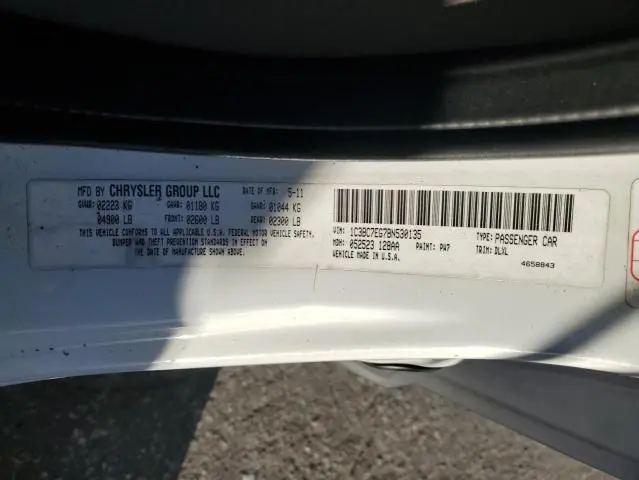 MFD BY CHRYSLER GROUP LLC DATE OF MFR: 5-11
GVWR: 02223 KG GAWR: 01180 KG GAWR: 01044 KG
04900 LB FRONT: 02600 LB REAR: 02300 LB
THIS VEHICLE CONFORMS TO ALL APPLICABLE FEDERAL MOTOR VEHICLE SAFETY,
BUMPER AND THEFT PREVENTION STANDARDS IN EFFECT ON THE
DATE OF MANUFACTURE SHOWN ABOVE.
VIN: 1C3BC7EG7BN530135 TYPE: PASSENGER CAR
MDH: 052523 128AA PAINT: PW7 TRIM: DLXL
VEHICLE MADE IN U.S.A. 4658843